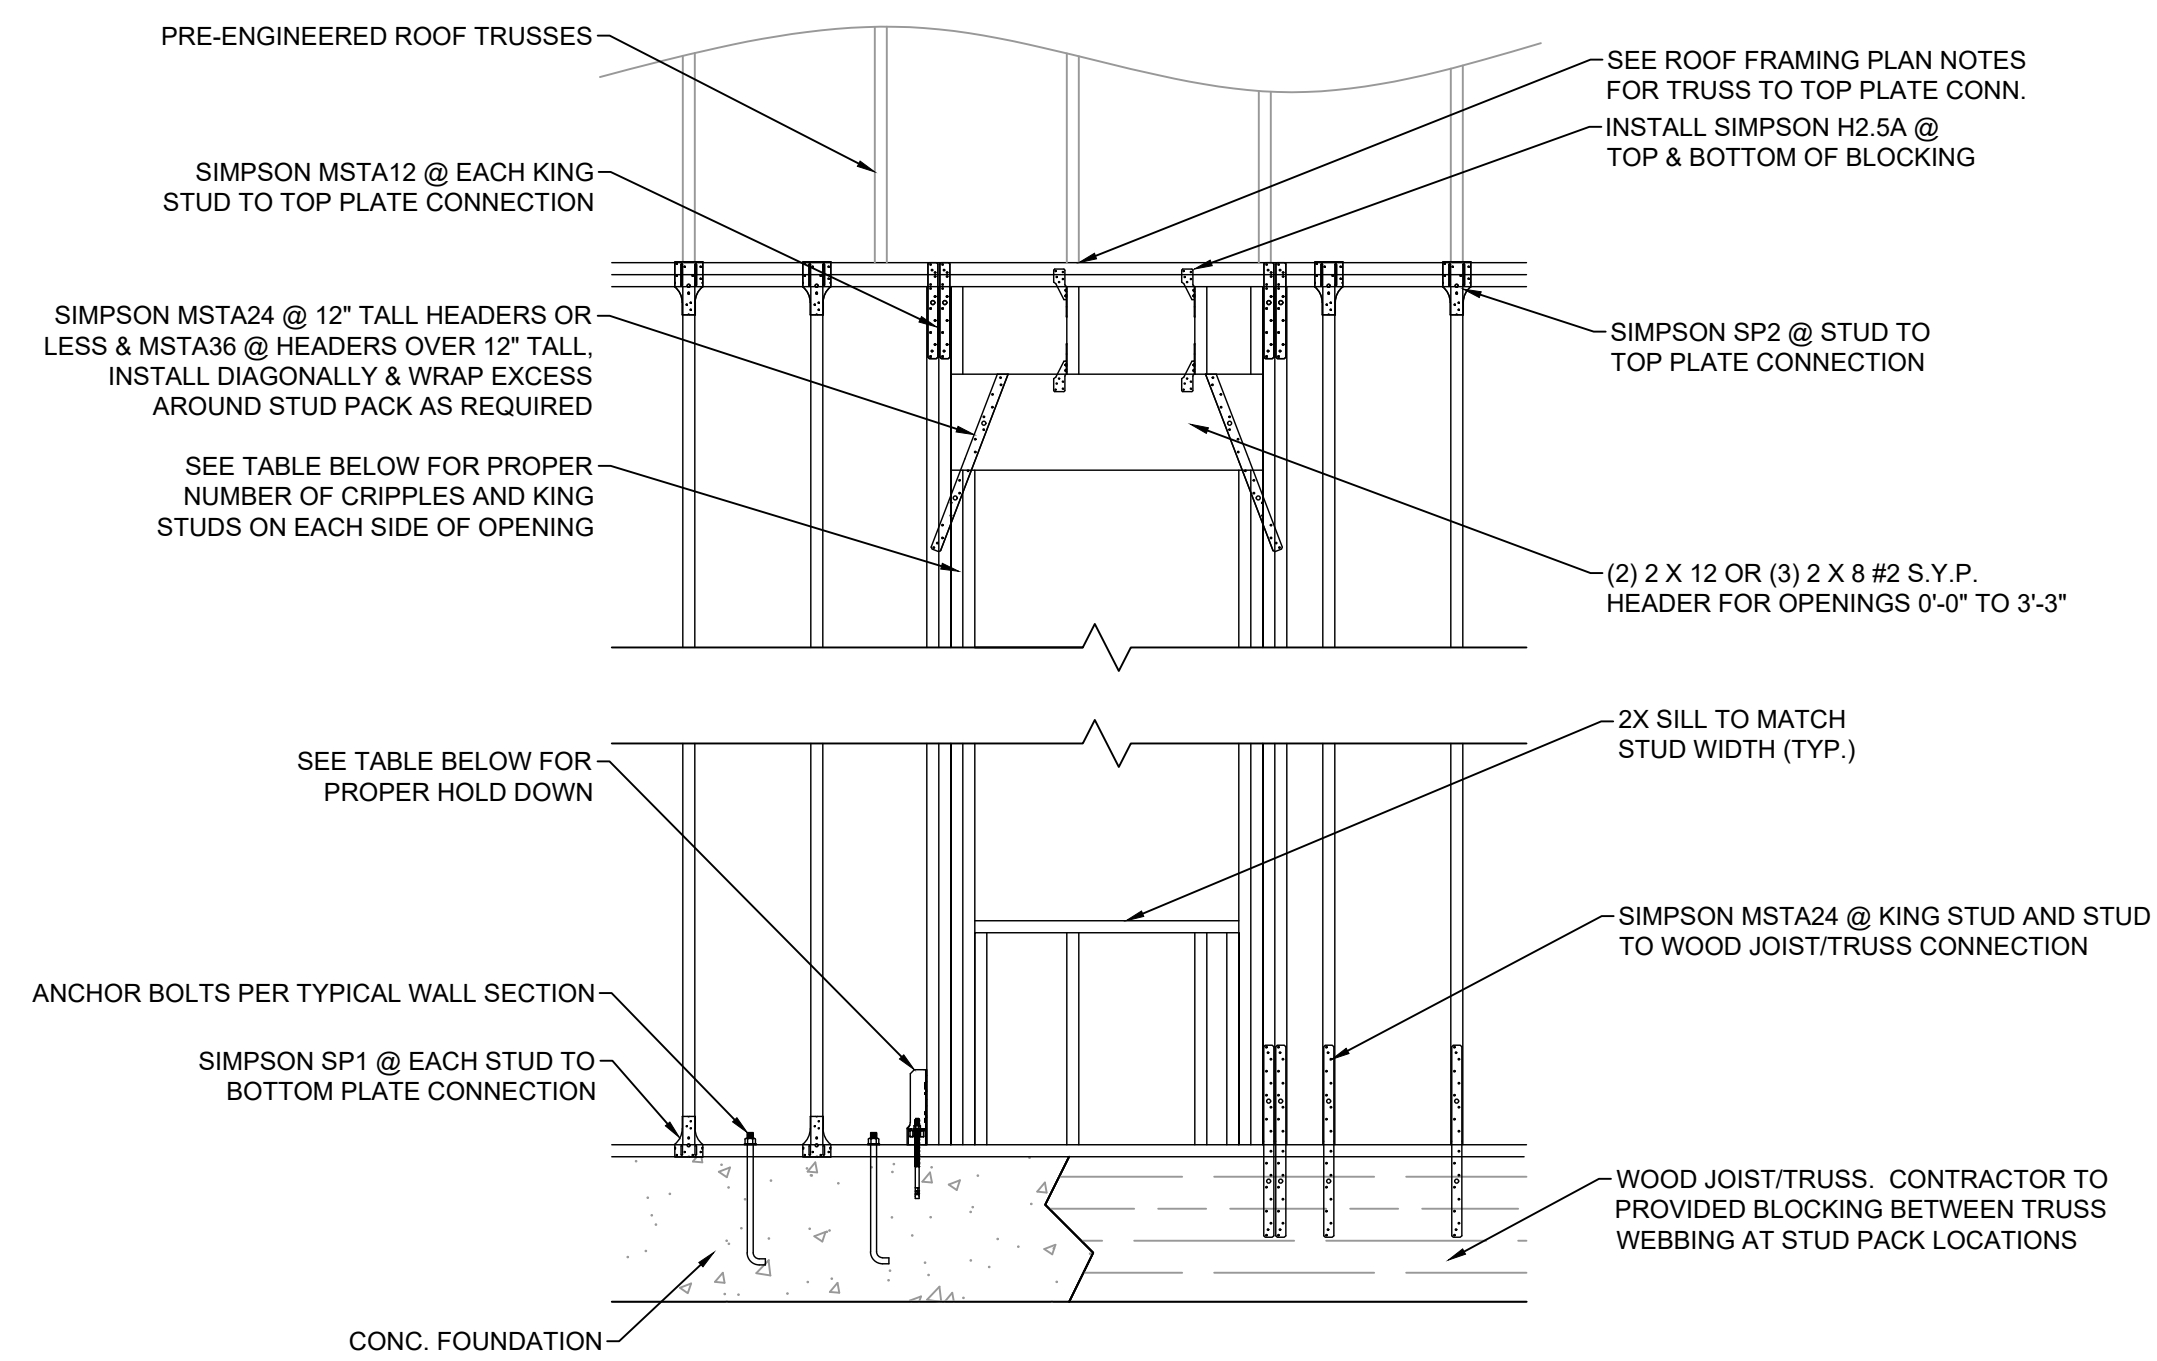 PRE-ENGINEERED ROOF TRUSSES
SIMPSON MSTA12 @ EACH KING
STUD TO TOP PLATE CONNECTION
SIMPSON MSTA24 @ 12" TALL HEADERS OR
LESS & MSTA36 @ HEADERS OVER 12" TALL,
INSTALL DIAGONALLY & WRAP EXCESS
AROUND STUD PACK AS REQUIRED
SEE TABLE BELOW FOR PROPER
NUMBER OF CRIPPLES AND KING
STUDS ON EACH SIDE OF OPENING
SEE TABLE BELOW FOR
PROPER HOLD DOWN
ANCHOR BOLTS PER TYPICAL WALL SECTION
SIMPSON SP1 @ EACH STUD TO
BOTTOM PLATE CONNECTION
CONC. FOUNDATION
SEE ROOF FRAMING PLAN NOTES
FOR TRUSS TO TOP PLATE CONN.
INSTALL SIMPSON H2.5A @
TOP & BOTTOM OF BLOCKING
SIMPSON SP2 @ STUD TO
TOP PLATE CONNECTION
(2) 2 X 12 OR (3) 2 X 8 #2 S.Y.P.
HEADER FOR OPENINGS 0'-0" TO 3'-3"
2X SILL TO MATCH
STUD WIDTH (TYP.)
SIMPSON MSTA24 @ KING STUD AND STUD
TO WOOD JOIST/TRUSS CONNECTION
WOOD JOIST/TRUSS.  CONTRACTOR TO
PROVIDED BLOCKING BETWEEN TRUSS
WEBBING AT STUD PACK LOCATIONS